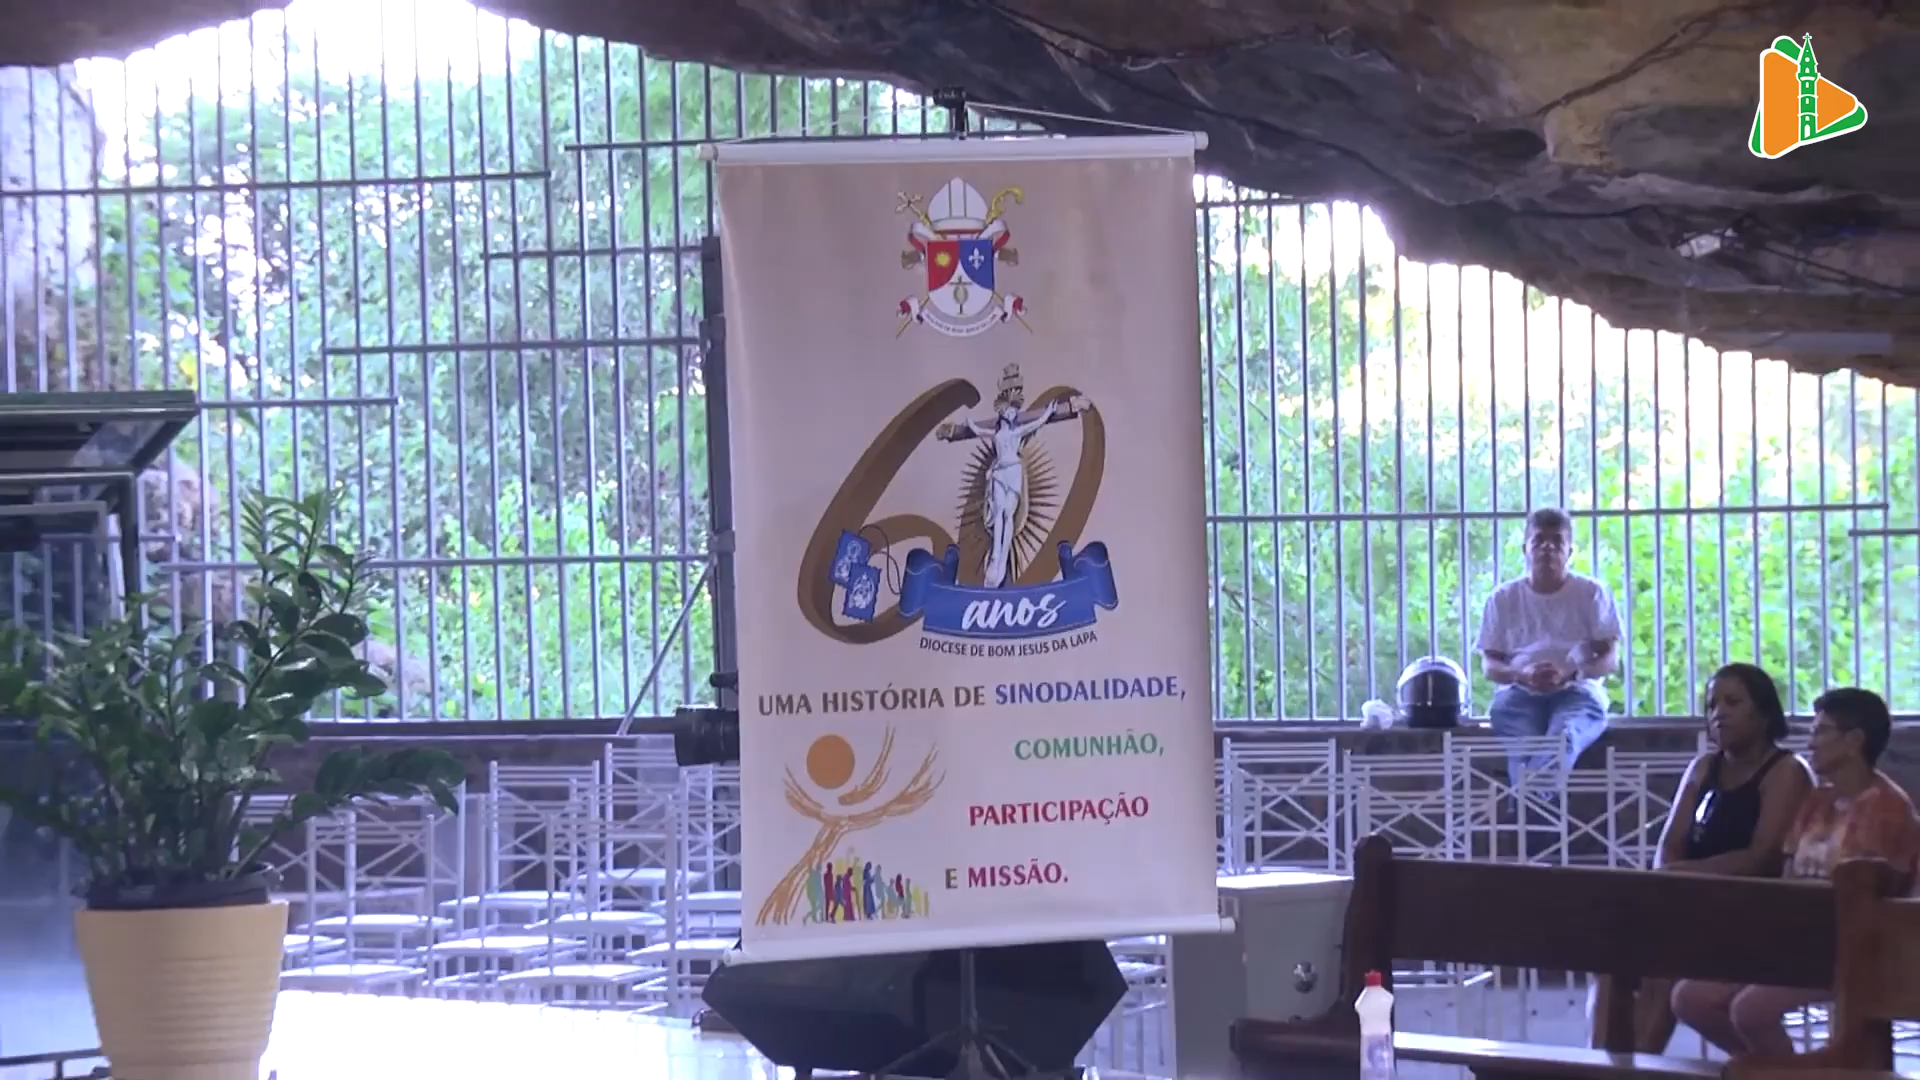 60
anos
DIOCESE DE BOM JESUS DA LAPA
UMA HISTÓRIA DE SINODALIDADE,
COMUNHÃO,
PARTICIPAÇÃO
E MISSÃO.